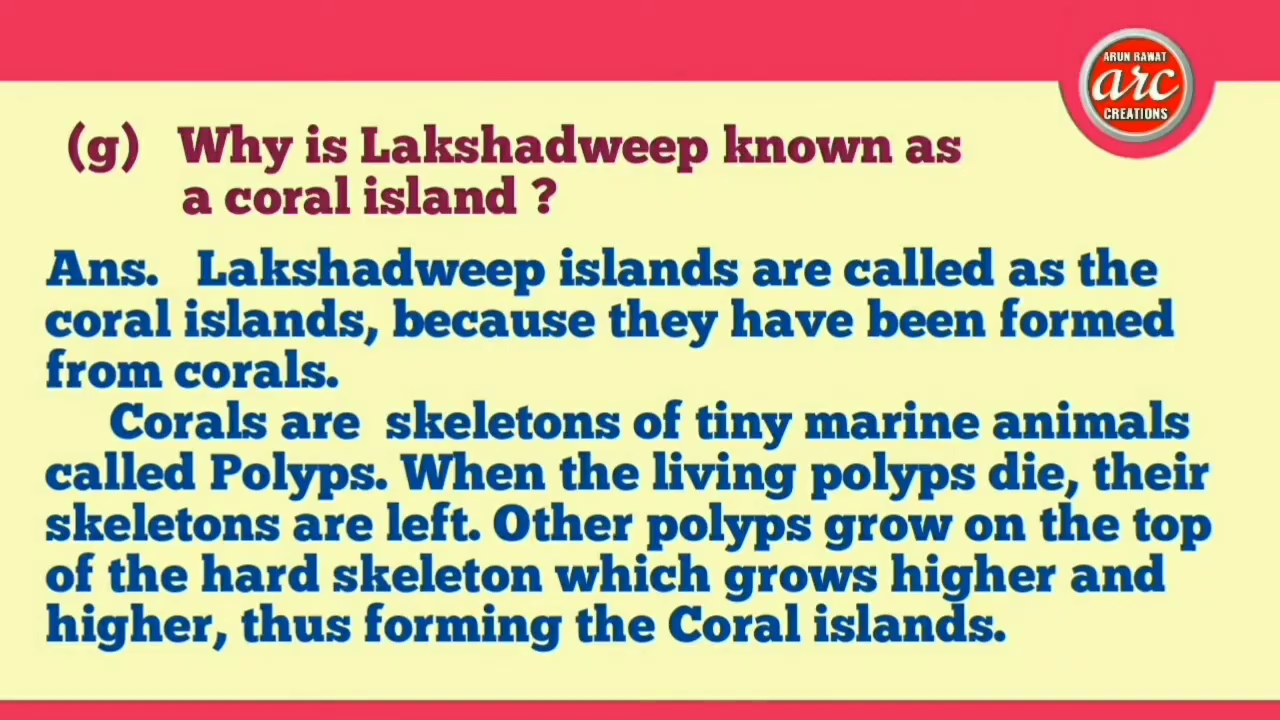 ARUN RAWAT
arc
CREATIONS
(g) Why is Lakshadweep known as
a coral island ?
Ans. Lakshadweep islands are called as the
coral islands, because they have been formed
from corals.
Corals are skeletons of tiny marine animals
called Polyps. When the living polyps die, their
skeletons are left. Other polyps grow on the top
of the hard skeleton which grows higher and
higher, thus forming the Coral islands.